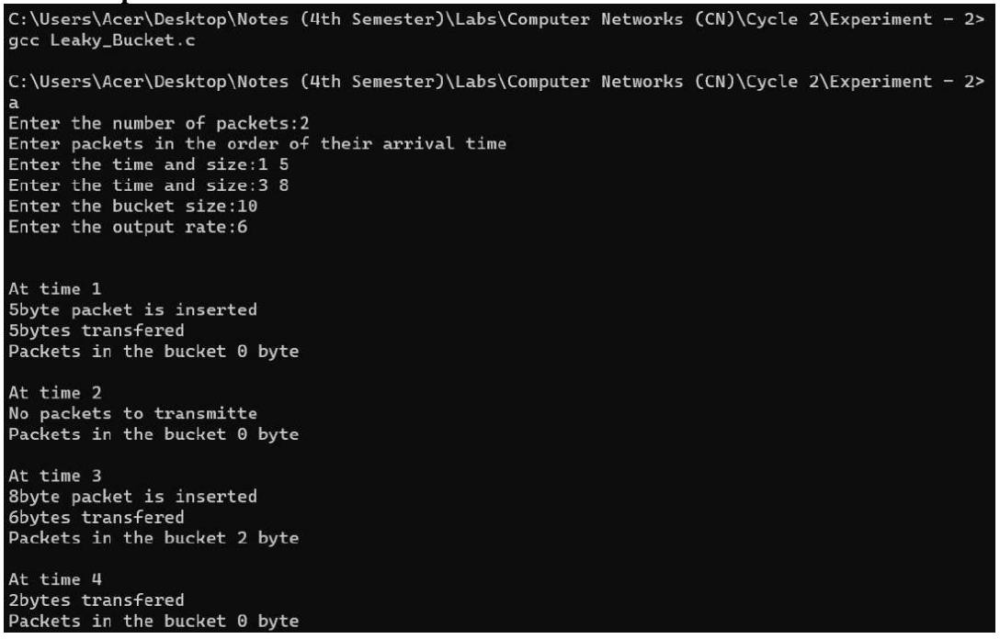 C:\Users\Acer\Desktop\Notes (4th Semester)\Labs\Computer Networks (CN)\Cycle 2\Experiment - 2>
gcc Leaky_Bucket.c
C:\Users\Acer\Desktop\Notes (4th Semester)\Labs\Computer Networks (CN)\Cycle 2\Experiment - 2>
a
Enter the number of packets:2
Enter packets in the order of their arrival time
Enter the time and size:1 5
Enter the time and size:3 8
Enter the bucket size:10
Enter the output rate:6
At time 1
5byte packet is inserted
5bytes transfered
Packets in the bucket 0 byte
At time 2
No packets to transmitte
Packets in the bucket 0 byte
At time 3
8byte packet is inserted
6bytes transfered
Packets in the bucket 2 byte
At time 4
2bytes transfered
Packets in the bucket 0 byte